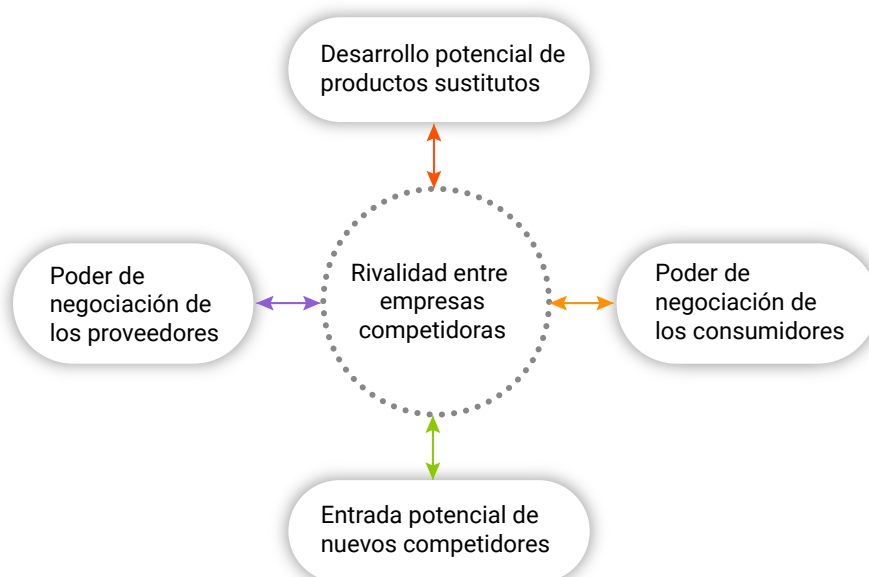 Desarrollo potencial de
productos sustitutos
Poder de
negociación de
los proveedores
Rivalidad entre
empresas
competidoras
Poder de
negociación de
los consumidores
Entrada potencial de
nuevos competidores